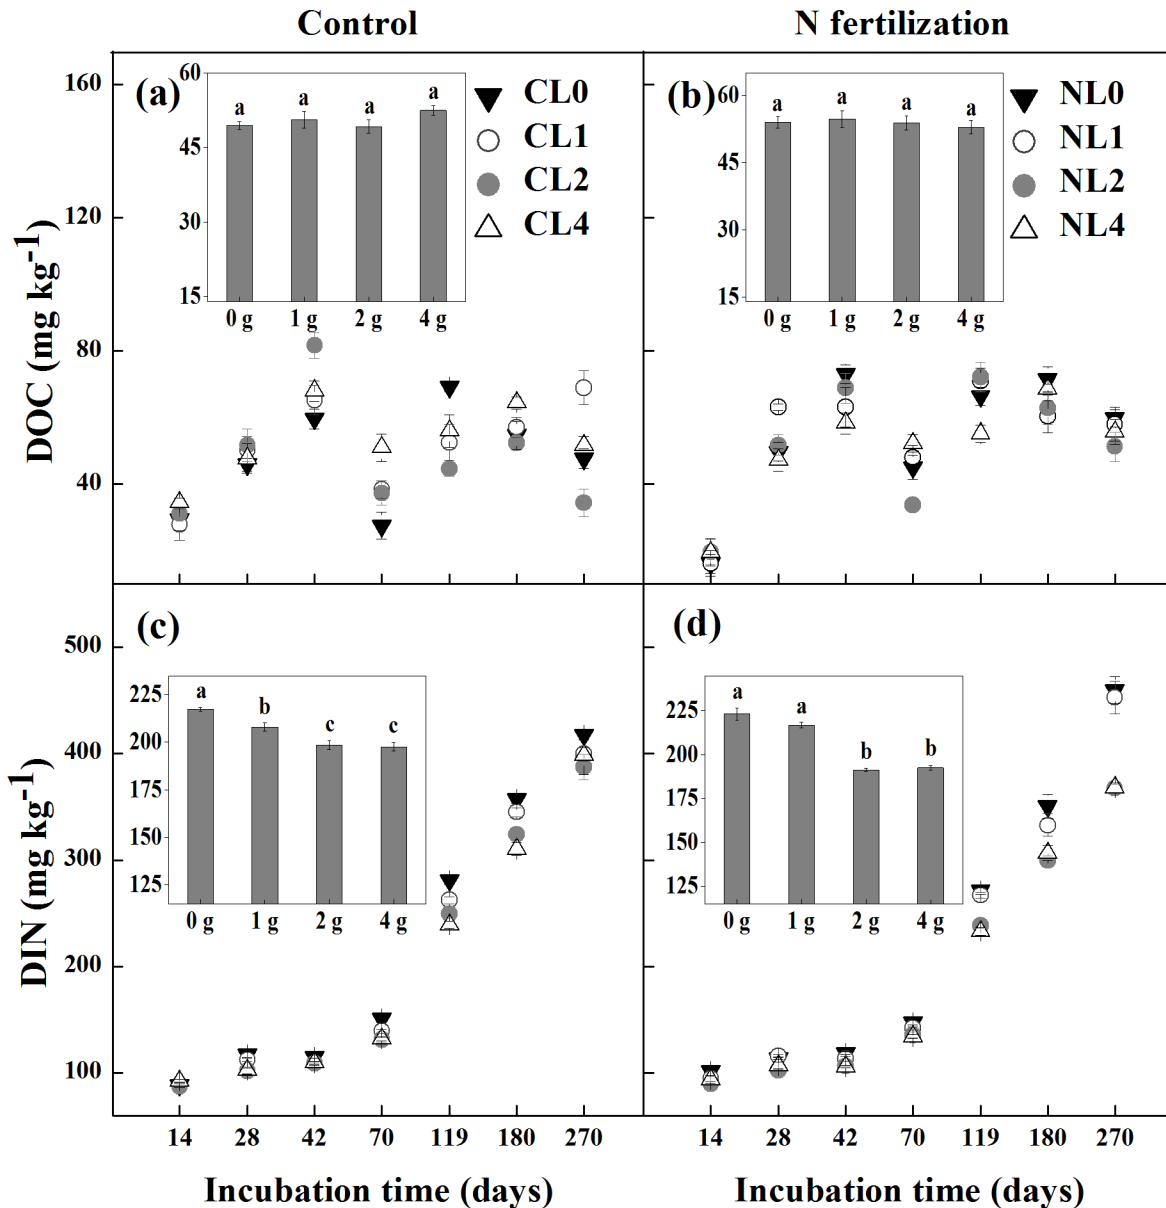 Control
N fertilization
DOC (mg kg-1)
160
120
80
40
(a)
60
45
30
15
a
a
a
a
0 g
1 g
2 g
4 g
CL0
CL1
CL2
CL4
(b)
60
45
30
15
a
a
a
a
0 g
1 g
2 g
4 g
NL0
NL1
NL2
NL4
DIN (mg kg-1)
500
400
300
200
100
(c)
225
200
175
150
125
a
b
c
c
0 g
1 g
2 g
4 g
(d)
225
200
175
150
125
a
a
b
b
0 g
1 g
2 g
4 g
14
28
42
70
119
180
270
14
28
42
70
119
180
270
Incubation time (days)
Incubation time (days)